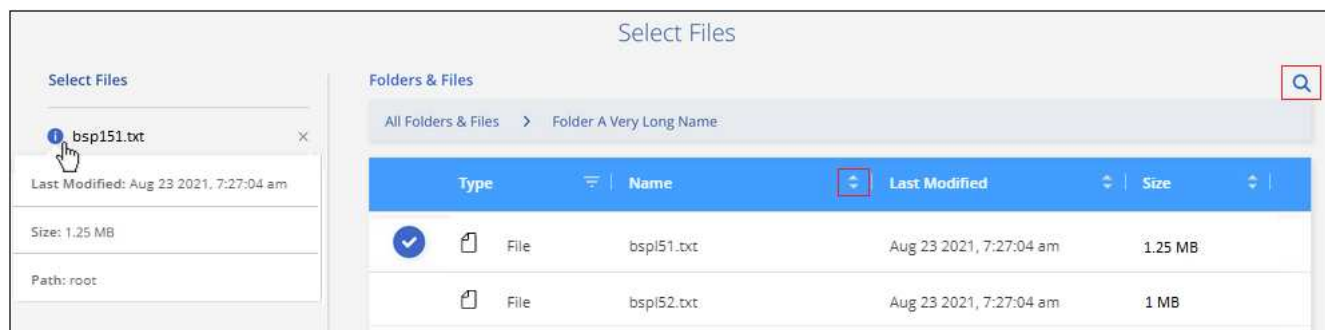 Select Files
Select Files
bsp151.txt
Last Modified: Aug 23 2021, 7:27:04 am
Size: 1.25 MB
Path: root
Folders & Files
All Folders & Files > Folder A Very Long Name
Type Name Last Modified Size
File bspl51.txt Aug 23 2021, 7:27:04 am 1.25 MB
File bspl52.txt Aug 23 2021, 7:27:04 am 1 MB